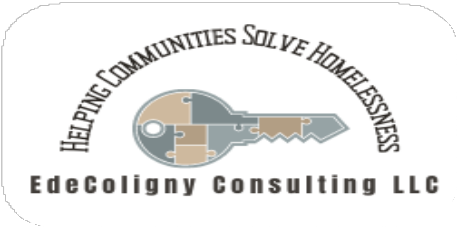 Helping Communities Solve Homelessness
EdeColigny Consulting LLC